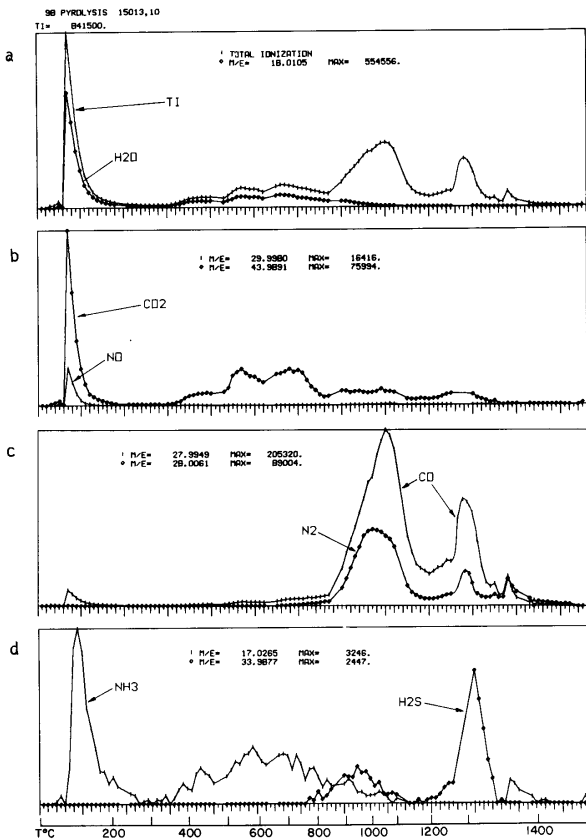 98 PYROLYSIS 15013,10
TI= 841500.
a
TOTAL IONIZATION
M/E= 18.0105 MAX= 554556.
TI
H2O
b
M/E= 29.9980 MAX= 16416.
M/E= 43.9891 MAX= 75994.
CO2
NO
c
M/E= 27.9949 MAX= 205320.
M/E= 28.0061 MAX= 89004.
CO
N2
d
M/E= 17.0265 MAX= 3246.
M/E= 33.9877 MAX= 2447.
NH3
H2S
T°C 200 400 600 800 1000 1200 1400